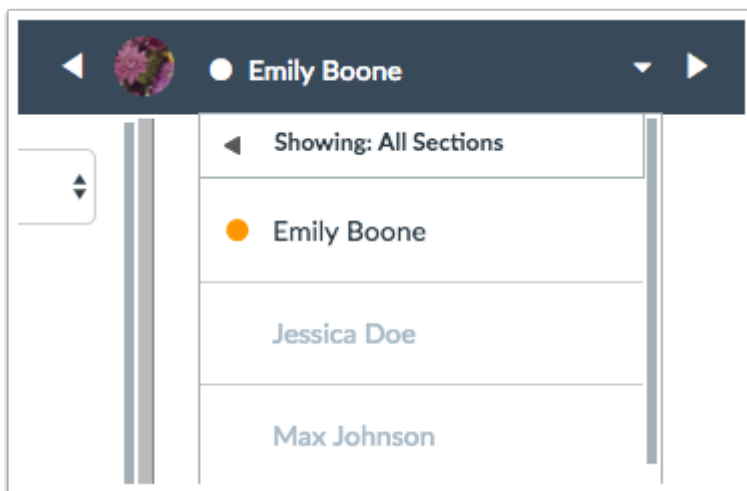 Emily Boone
Showing: All Sections
Emily Boone
Jessica Doe
Max Johnson